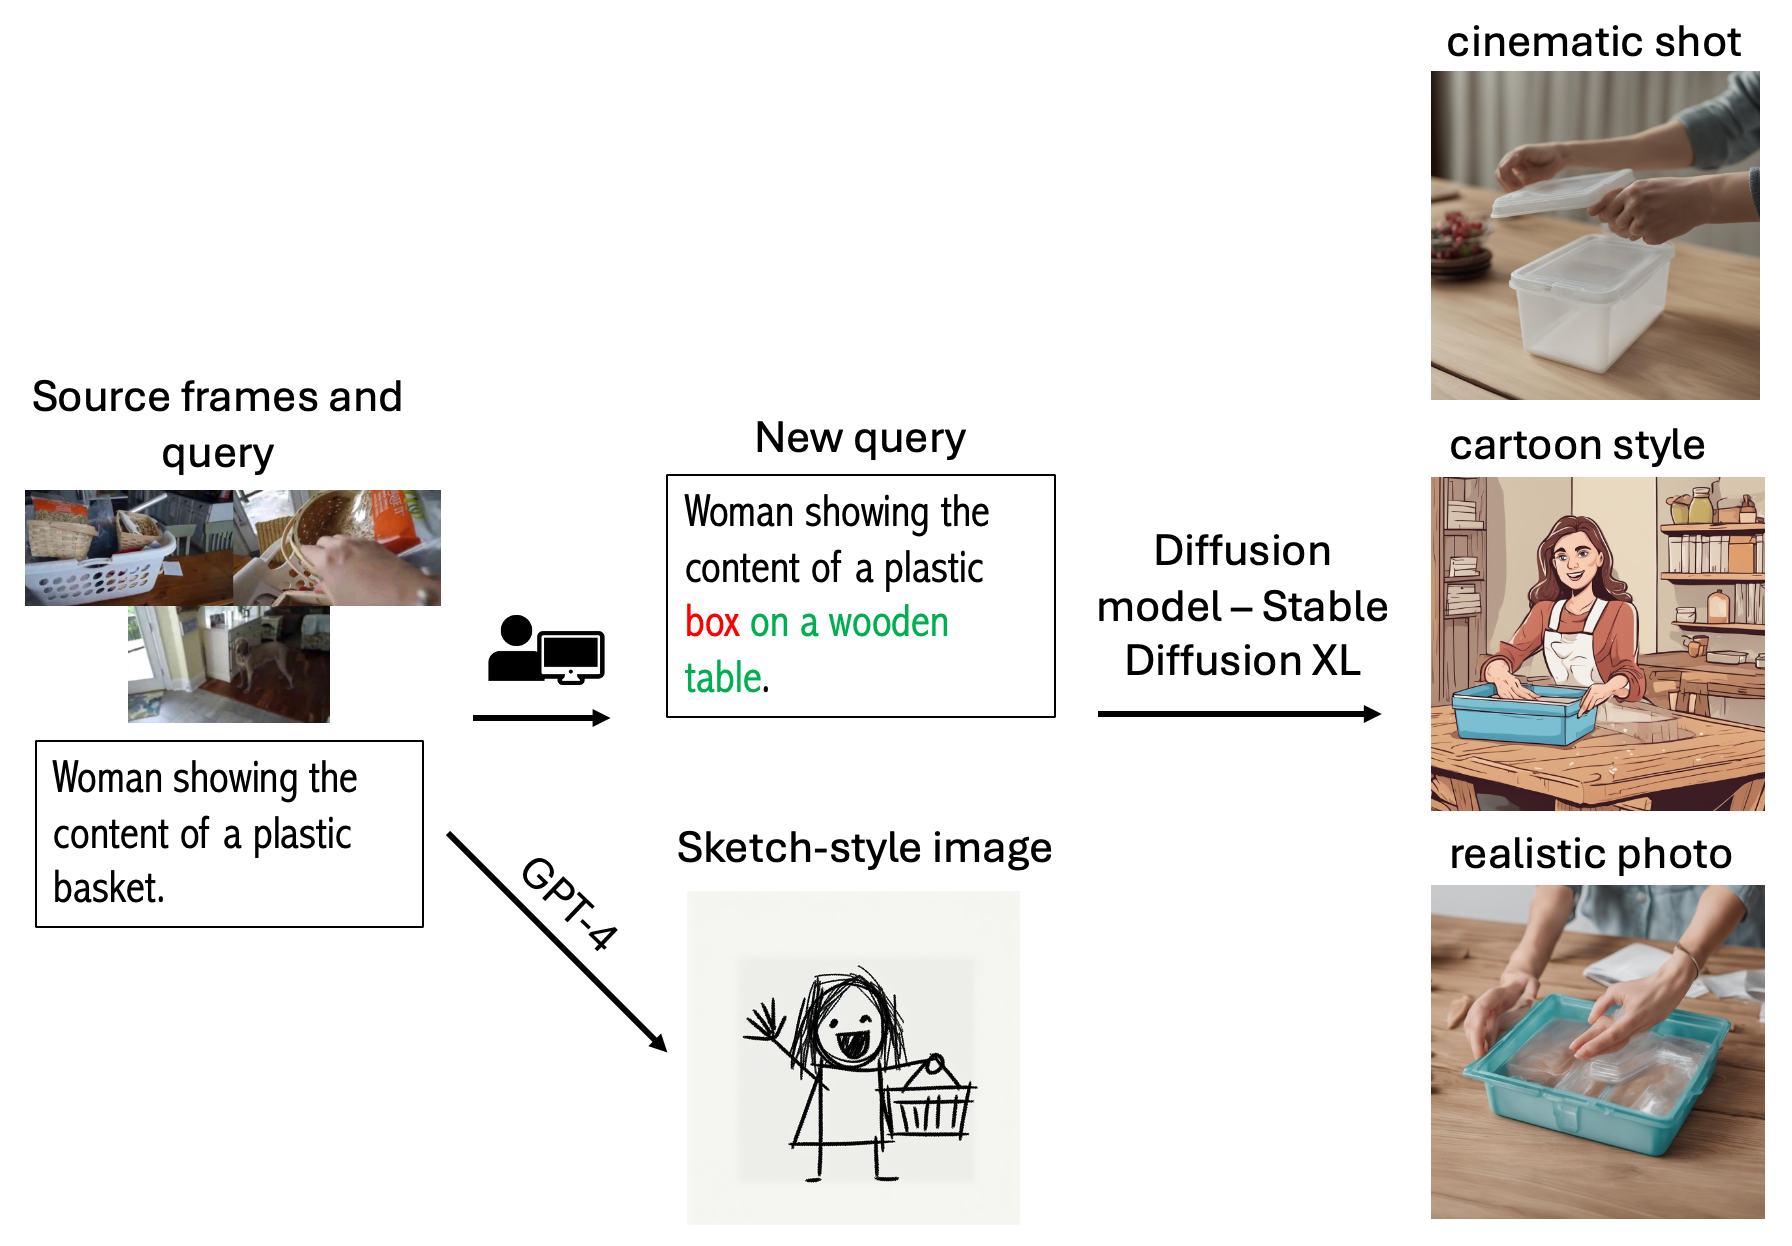 Source frames and
query
Woman showing the
content of a plastic
basket.
New query
Woman showing the
content of a plastic
box on a wooden
table.
GPT-4
Sketch-style image
Diffusion
model – Stable
Diffusion XL
cinematic shot
cartoon style
realistic photo